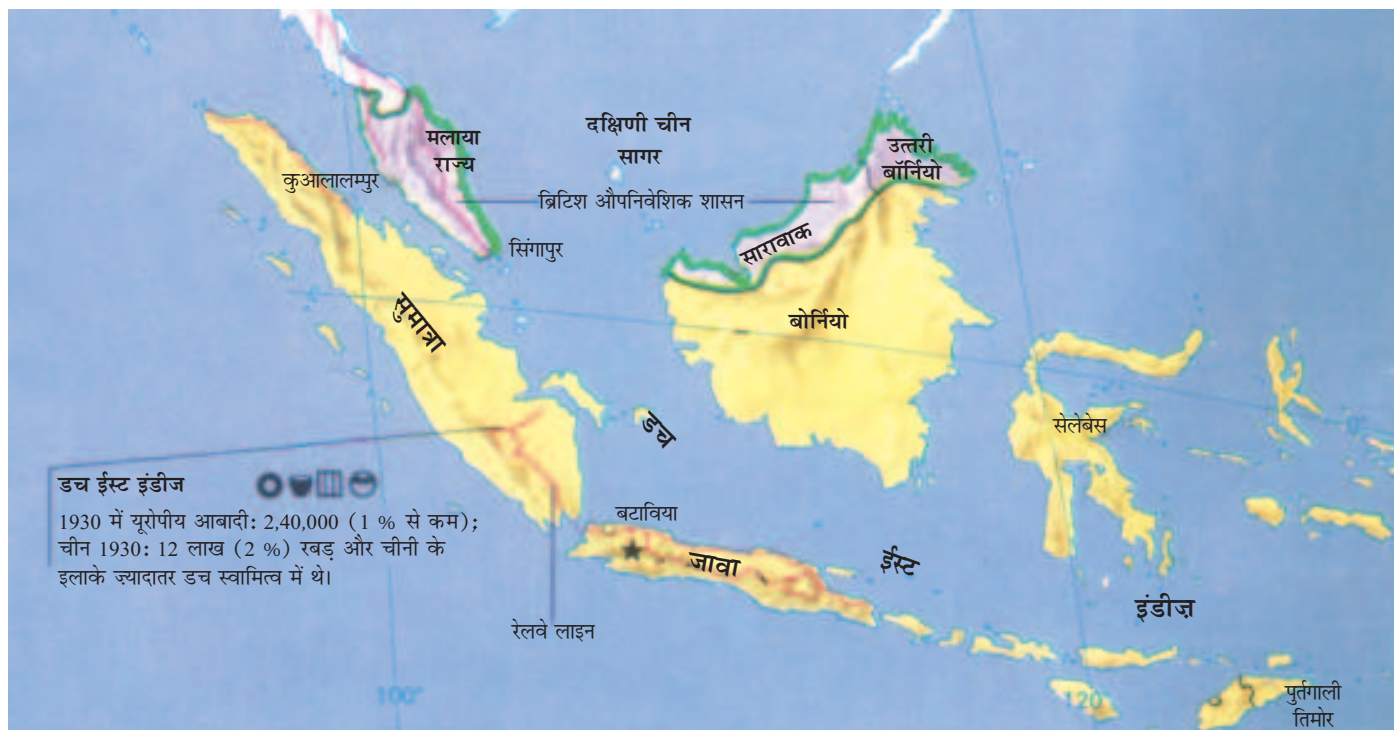 दक्षिणी चीन
सागर
मलाया
राज्य
उत्तरी
बॉर्नियो
कुआलालम्पुर
ब्रिटिश औपनिवेशिक शासन
सारावाक
सिंगापुर
सुमात्रा
बोर्नियो
डच
सेलेबेस
0°
डच ईस्ट इंडीज
1930 में यूरोपीय आबादी: 2,40,000 (1 % से कम);
चीन 1930: 12 लाख (2 %) रबड़ और चीनी के
इलाके ज़्यादातर डच स्वामित्व में थे।
बटाविया
जावा
ईस्ट
इंडीज़
रेलवे लाइन
100°
120
पुर्तगाली
तिमोर